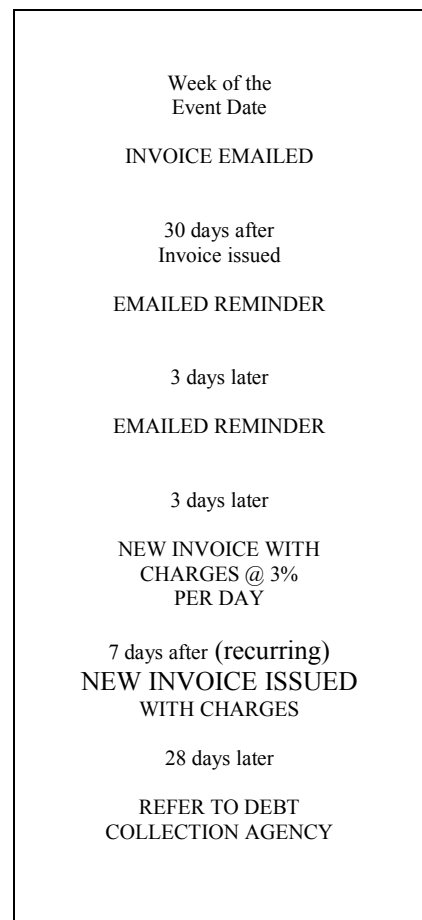 Week of the
Event Date
INVOICE EMAILED
30 days after
Invoice issued
EMAILED REMINDER
3 days later
EMAILED REMINDER
3 days later
NEW INVOICE WITH
CHARGES @ 3%
PER DAY
7 days after (recurring)
NEW INVOICE ISSUED
WITH CHARGES
28 days later
REFER TO DEBT
COLLECTION AGENCY